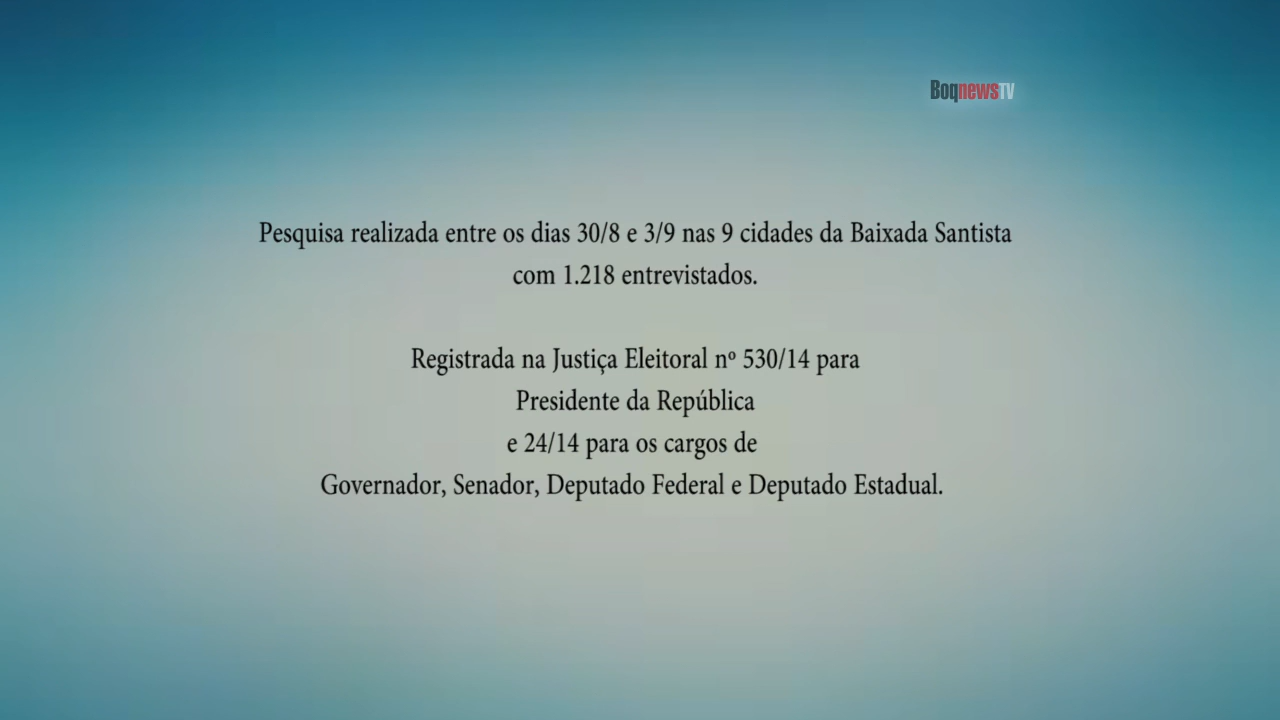 BoqnewsTV
Pesquisa realizada entre os dias 30/8 e 3/9 nas 9 cidades da Baixada Santista
com 1.218 entrevistados.
Registrada na Justiça Eleitoral nº 530/14 para
Presidente da República
e 24/14 para os cargos de
Governador, Senador, Deputado Federal e Deputado Estadual.